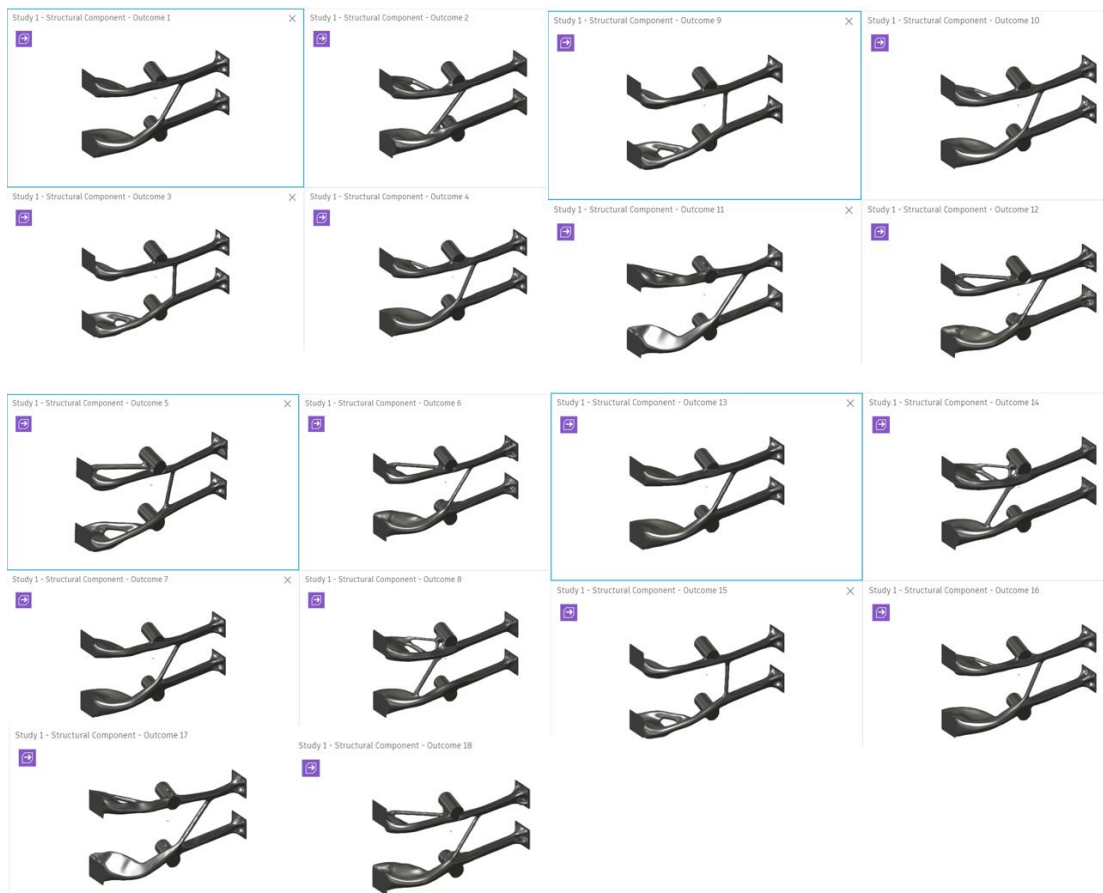 Study 1 - Structural Component - Outcome 1
Study 1 - Structural Component - Outcome 2
Study 1 - Structural Component - Outcome 9
Study 1 - Structural Component - Outcome 10
Study 1 - Structural Component - Outcome 3
Study 1 - Structural Component - Outcome 4
Study 1 - Structural Component - Outcome 11
Study 1 - Structural Component - Outcome 12
Study 1 - Structural Component - Outcome 5
Study 1 - Structural Component - Outcome 6
Study 1 - Structural Component - Outcome 13
Study 1 - Structural Component - Outcome 14
Study 1 - Structural Component - Outcome 7
Study 1 - Structural Component - Outcome 8
Study 1 - Structural Component - Outcome 15
Study 1 - Structural Component - Outcome 16
Study 1 - Structural Component - Outcome 17
Study 1 - Structural Component - Outcome 18